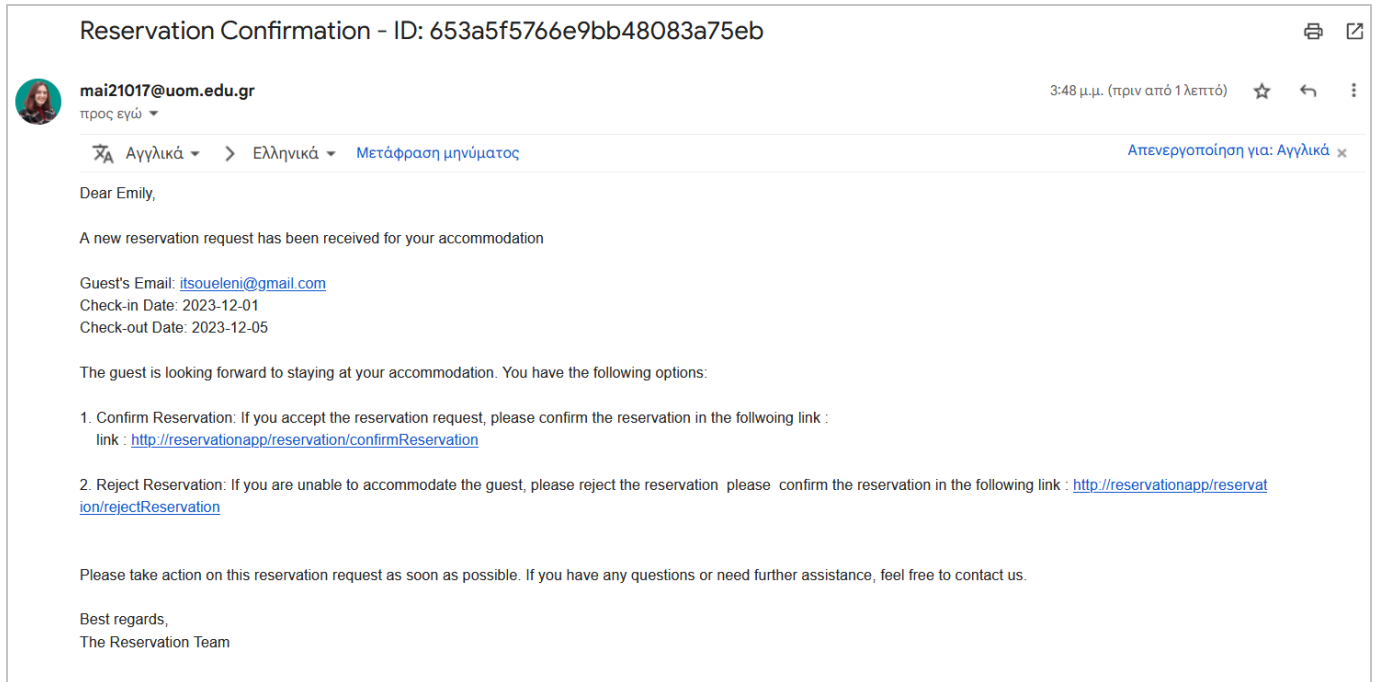 Reservation Confirmation - ID: 653a5f5766e9bb48083a75eb
mai21017@uom.edu.gr
3:48 μ.μ. (πριν από 1 λεπτό)
προς εγώ
Αγγλικά > Ελληνικά Μετάφραση μηνύματος
Απενεργοποίηση για: Αγγλικά x
Dear Emily,
A new reservation request has been received for your accommodation
Guest's Email: itsoueleni@gmail.com
Check-in Date: 2023-12-01
Check-out Date: 2023-12-05
The guest is looking forward to staying at your accommodation. You have the following options:
1. Confirm Reservation: If you accept the reservation request, please confirm the reservation in the follwoing link :
link : http://reservationapp/reservation/confirmReservation
2. Reject Reservation: If you are unable to accommodate the guest, please reject the reservation  please  confirm the reservation in the following link : http://reservationapp/reservat
ion/rejectReservation
Please take action on this reservation request as soon as possible. If you have any questions or need further assistance, feel free to contact us.
Best regards,
The Reservation Team